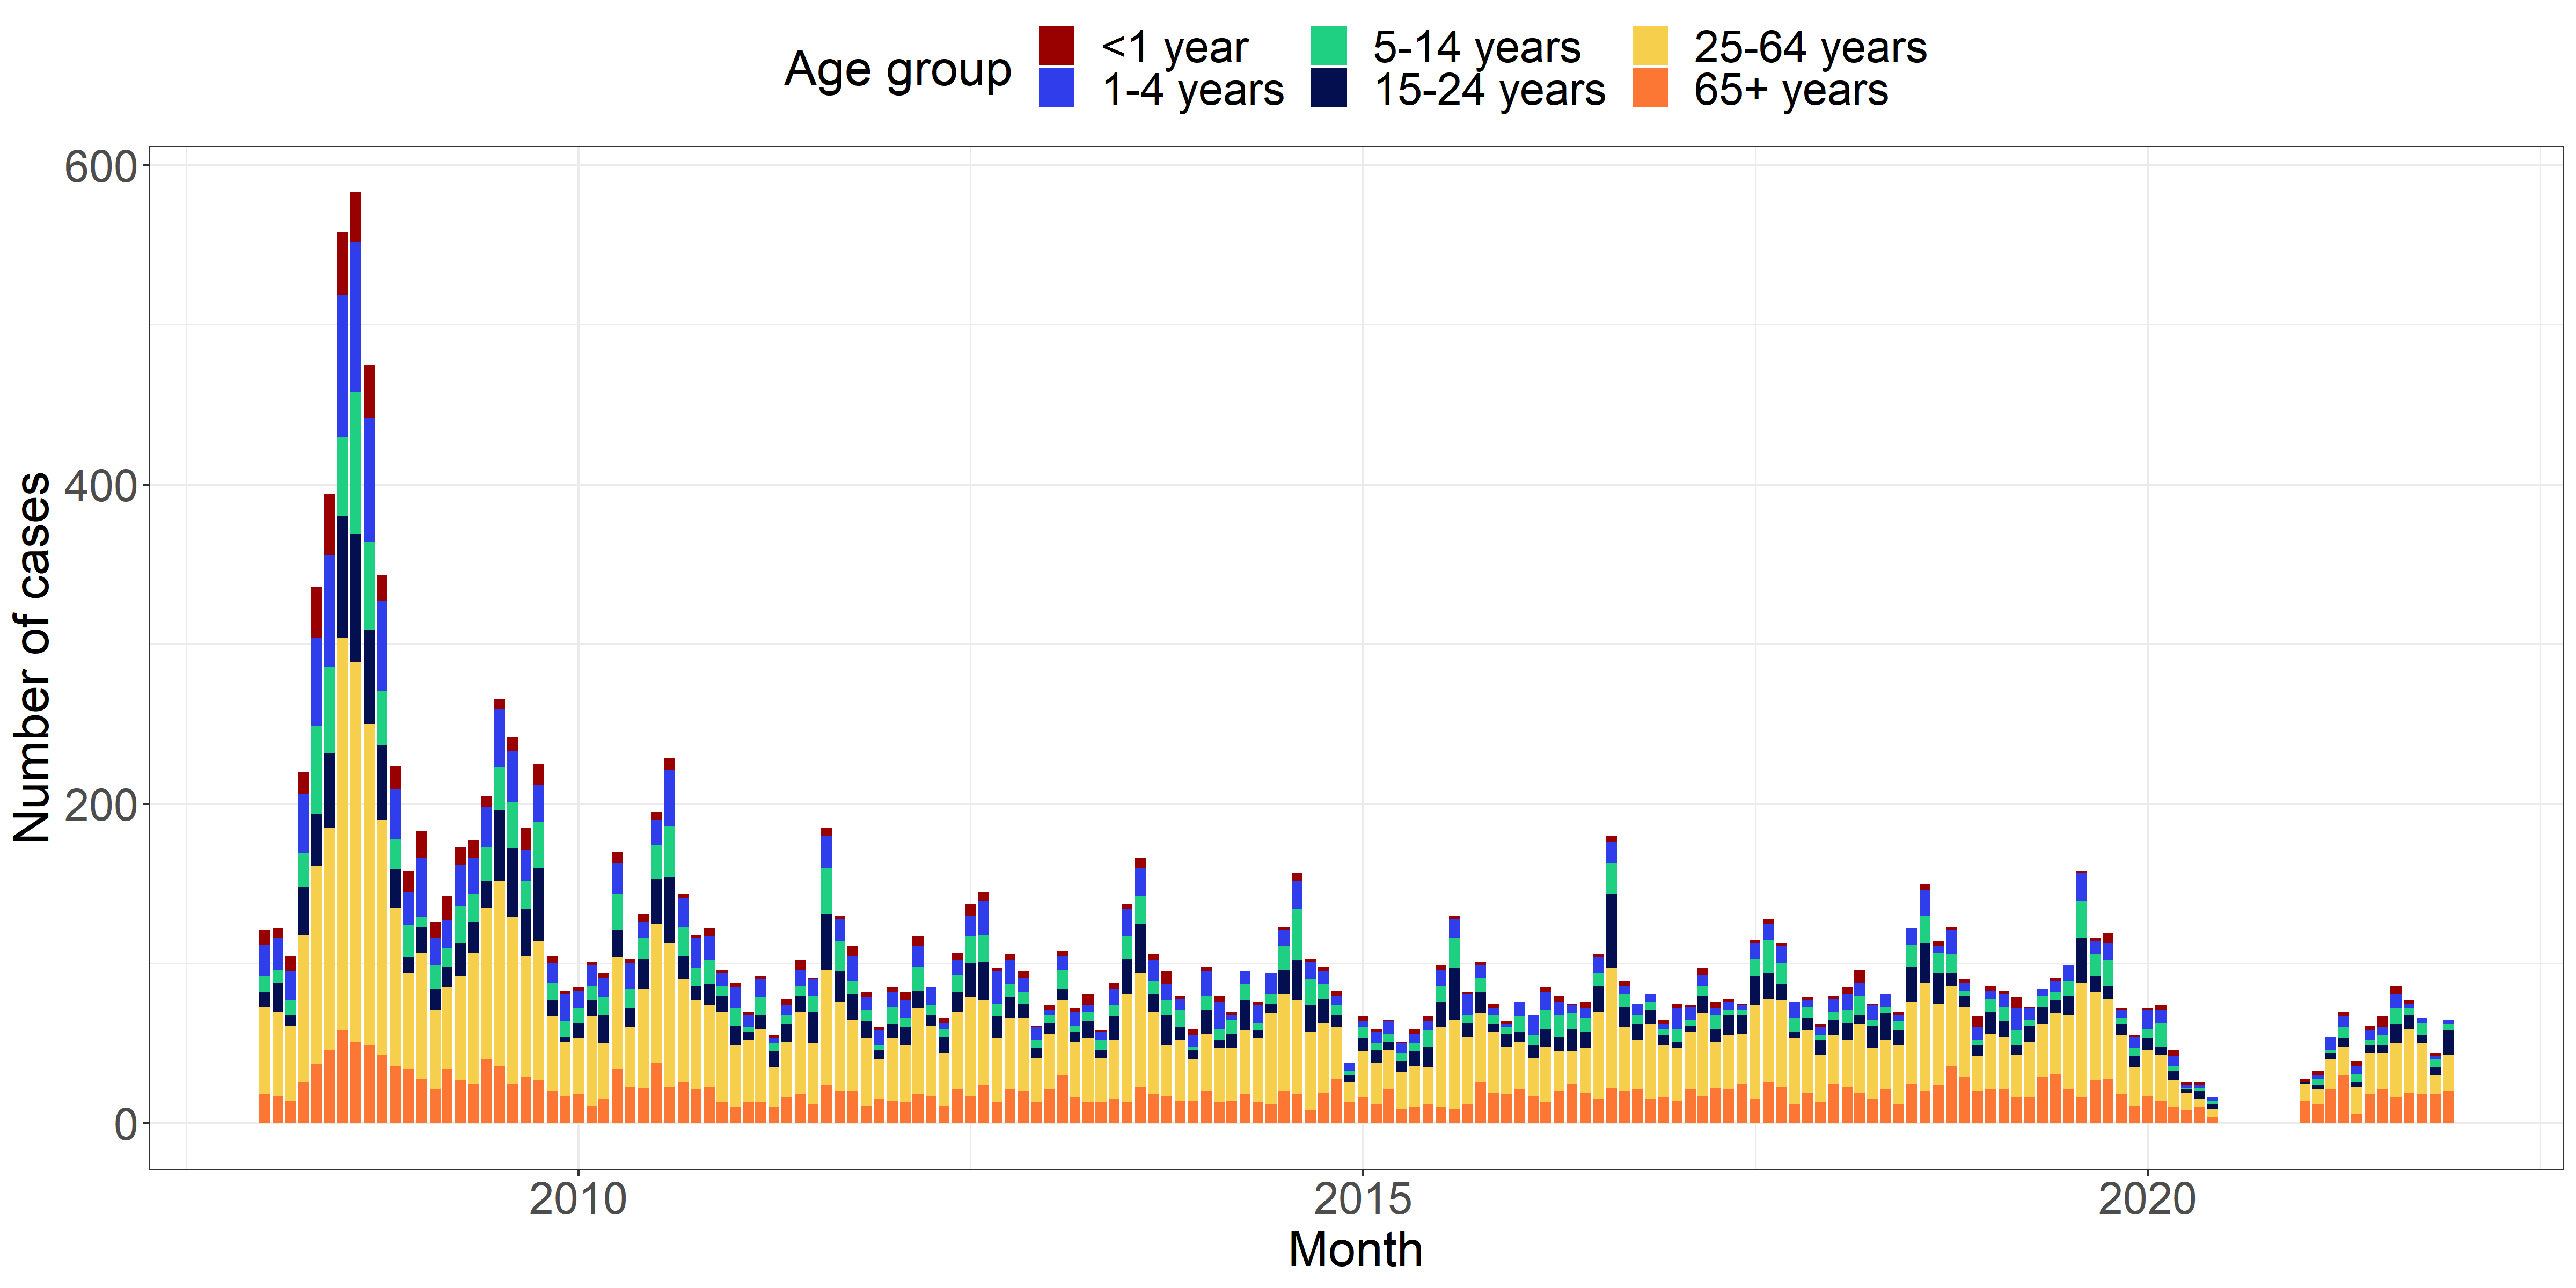 Age group
<1 year
5-14 years
25-64 years
1-4 years
15-24 years
65+ years
600
400
200
0
Number of cases
2010
2015
2020
Month